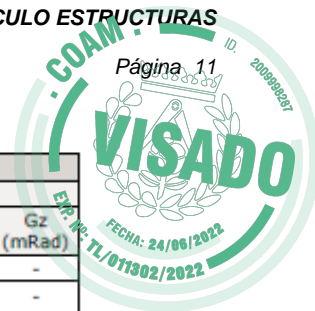 CULO ESTRUCTURAS
Página 11
COAM
ID. 2009998287
VISADO
EXP. Nº: TL/011302/2022
FECHA: 24/06/2022
Gz
(mRad)
-
-